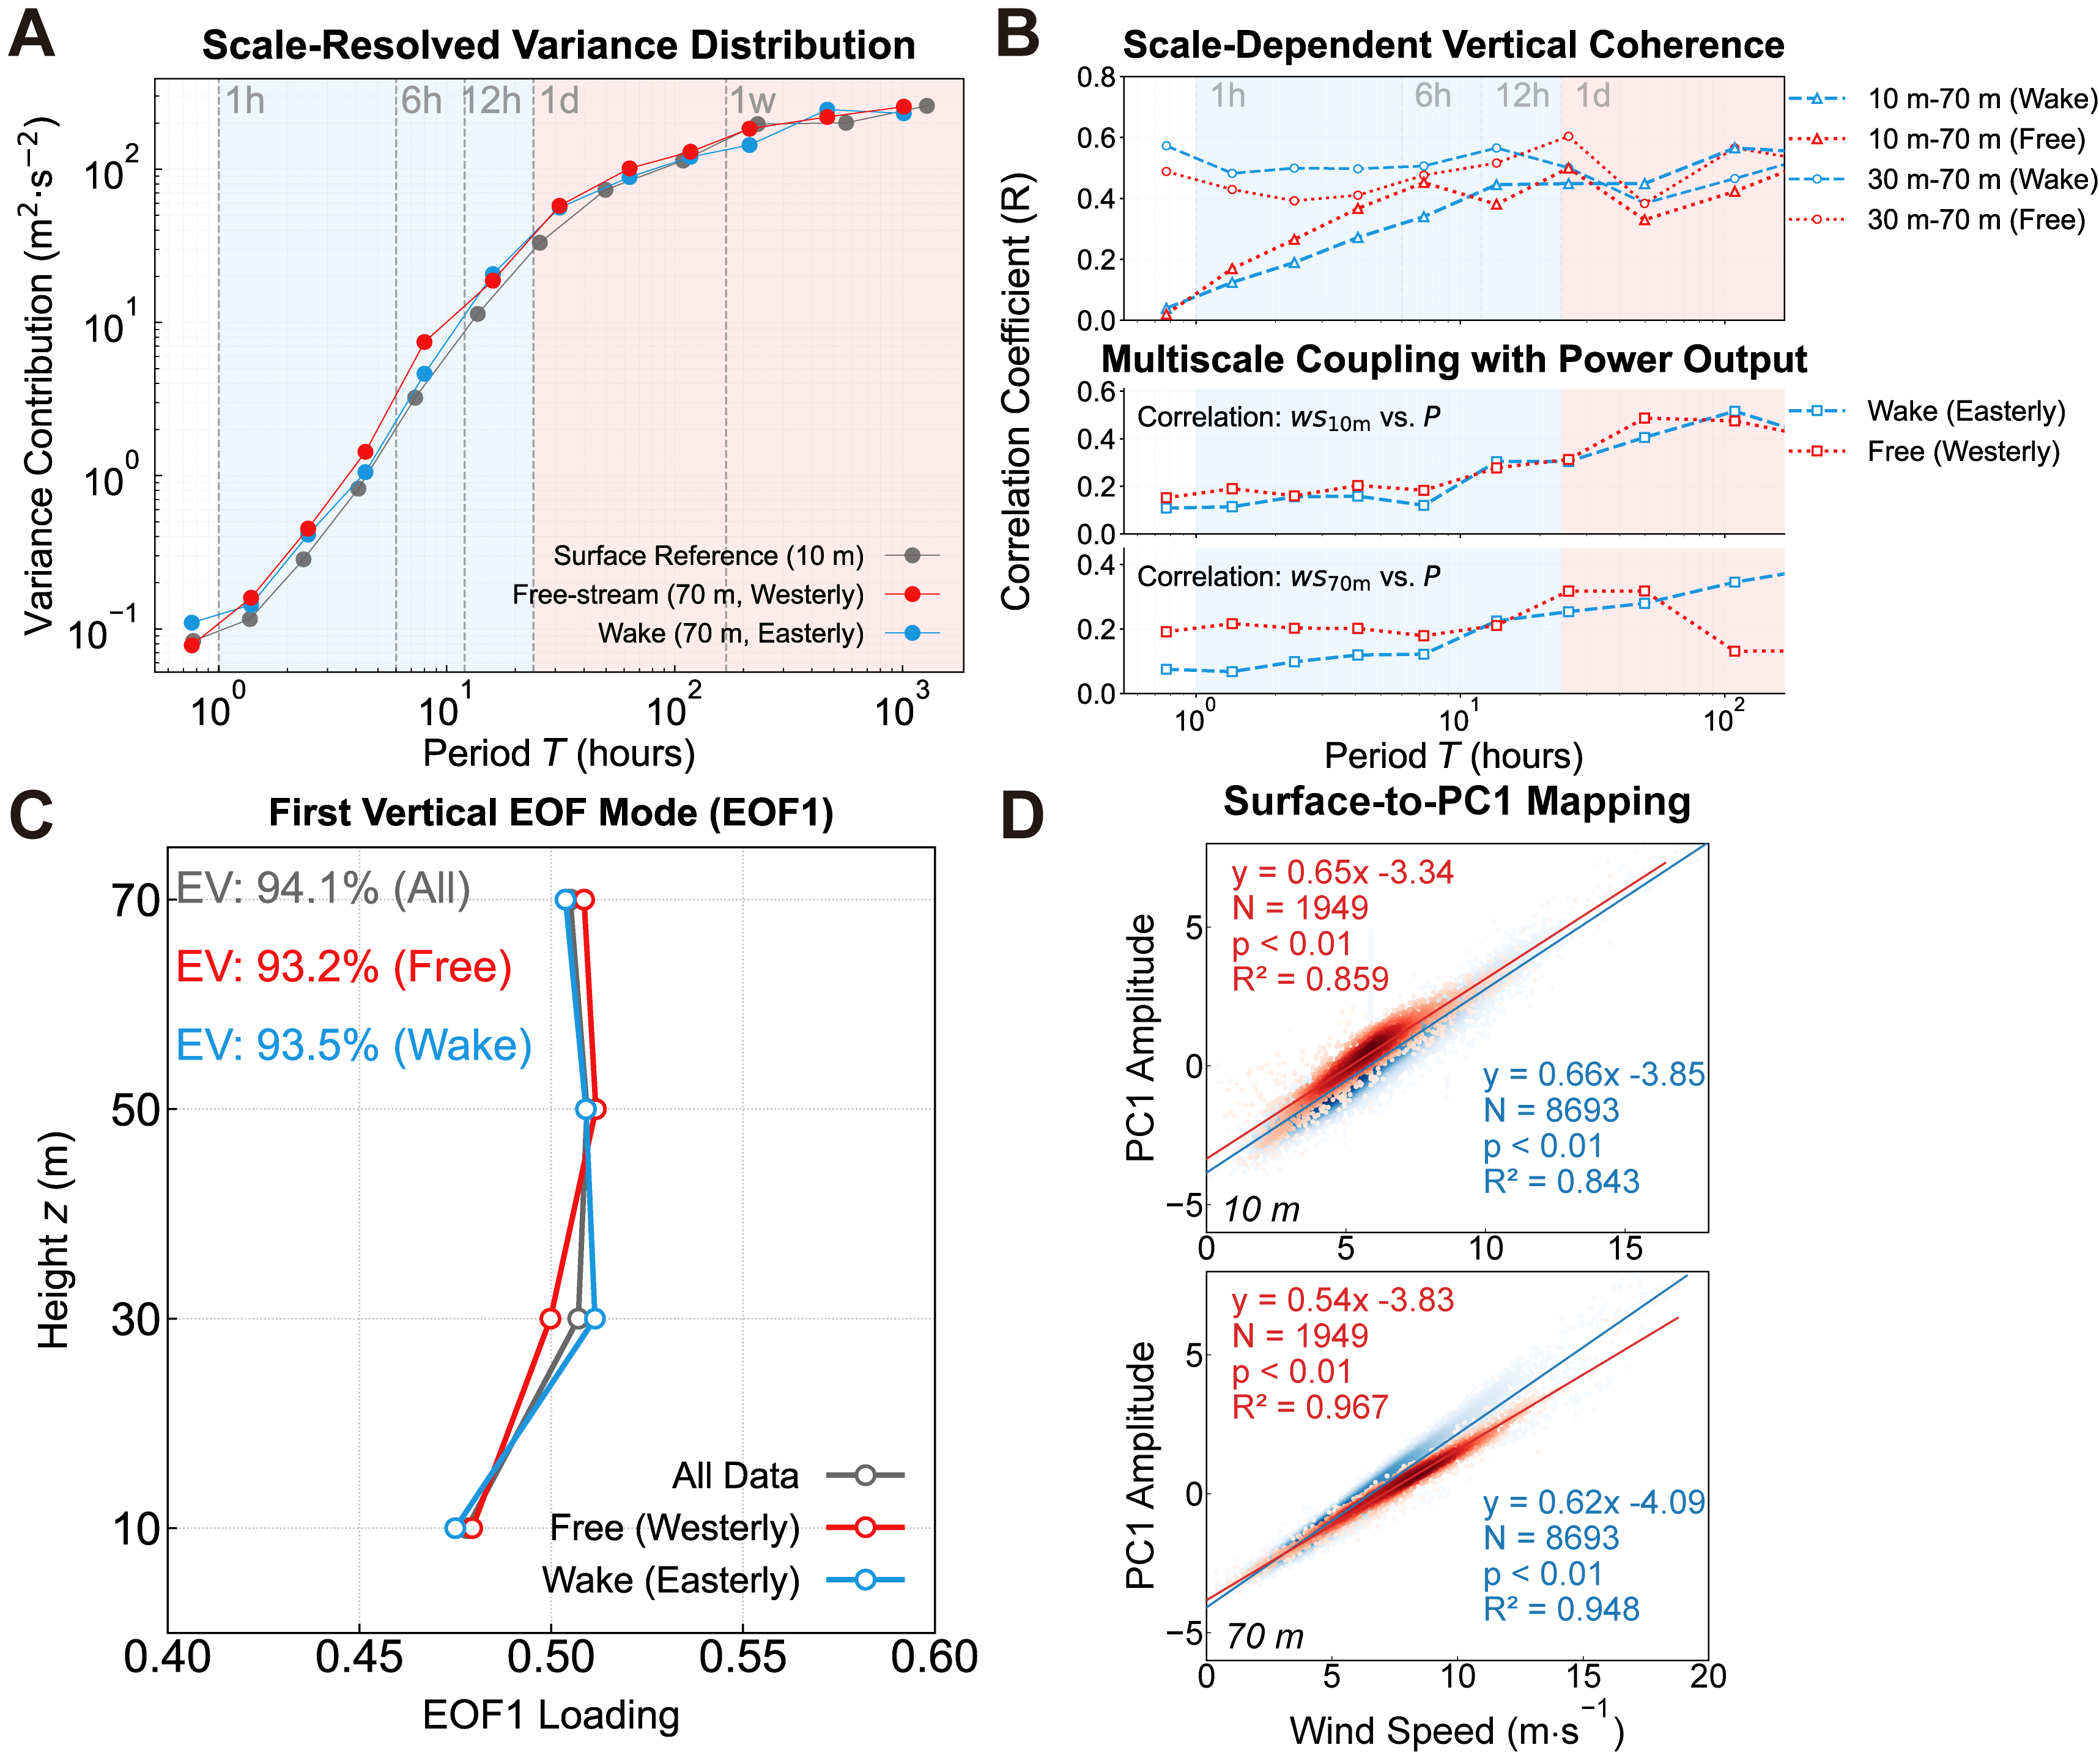 A
Scale-Resolved Variance Distribution
1h
6h
12h
1d
1w
Variance Contribution (m²·s⁻²)
10²
10¹
10⁰
10⁻¹
Surface Reference (10 m)
Free-stream (70 m, Westerly)
Wake (70 m, Easterly)
10⁰ 10¹ 10² 10³
Period T (hours)
B
Scale-Dependent Vertical Coherence
1h
6h
12h
1d
0.8
0.6
0.4
0.2
0.0
10 m-70 m (Wake)
10 m-70 m (Free)
30 m-70 m (Wake)
30 m-70 m (Free)
Correlation Coefficient (R)
Multiscale Coupling with Power Output
0.6
0.4
0.2
0.0
Correlation: ws₁₀ₘ vs. P
Wake (Easterly)
Free (Westerly)
0.4
0.2
0.0
Correlation: ws₇₀ₘ vs. P
10⁰ 10¹ 10²
Period T (hours)
C
First Vertical EOF Mode (EOF1)
EV: 94.1% (All)
EV: 93.2% (Free)
EV: 93.5% (Wake)
Height z (m)
70
50
30
10
All Data
Free (Westerly)
Wake (Easterly)
0.40 0.45 0.50 0.55 0.60
EOF1 Loading
D
Surface-to-PC1 Mapping
PC1 Amplitude
5
0
−5
y = 0.65x -3.34
N = 1949
p < 0.01
R² = 0.859
y = 0.66x -3.85
N = 8693
p < 0.01
R² = 0.843
10 m
0 5 10 15
PC1 Amplitude
5
0
−5
y = 0.54x -3.83
N = 1949
p < 0.01
R² = 0.967
y = 0.62x -4.09
N = 8693
p < 0.01
R² = 0.948
70 m
0 5 10 15 20
Wind Speed (m·s⁻¹)